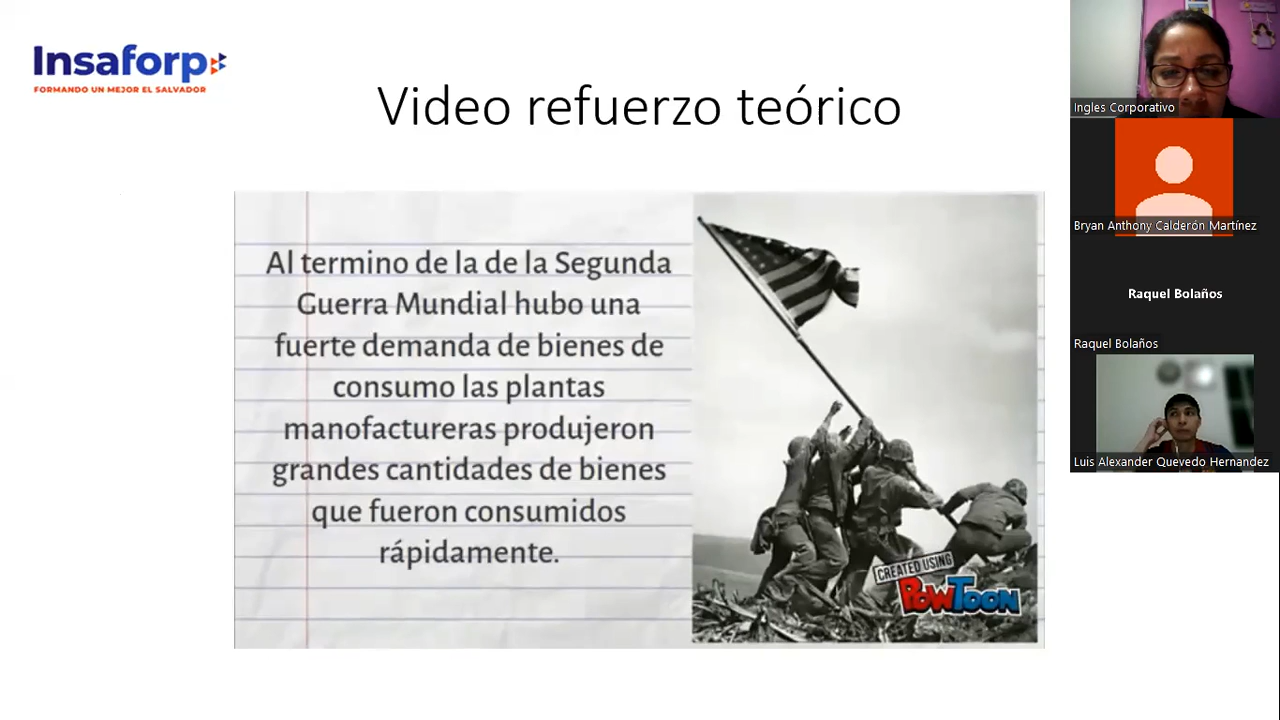 Insaforp
FORMANDO UN MEJOR EL SALVADOR
Video refuerzo teórico
Al termino de la de la Segunda
Guerra Mundial hubo una
fuerte demanda de bienes de
consumo las plantas
manofactureras produjeron
grandes cantidades de bienes
que fueron consumidos
rápidamente.
CREATED USING
POWTOON
Ingles Corporativo
Bryan Anthony Calderón Martínez
Raquel Bolaños
Raquel Bolaños
Luis Alexander Quevedo Hernandez